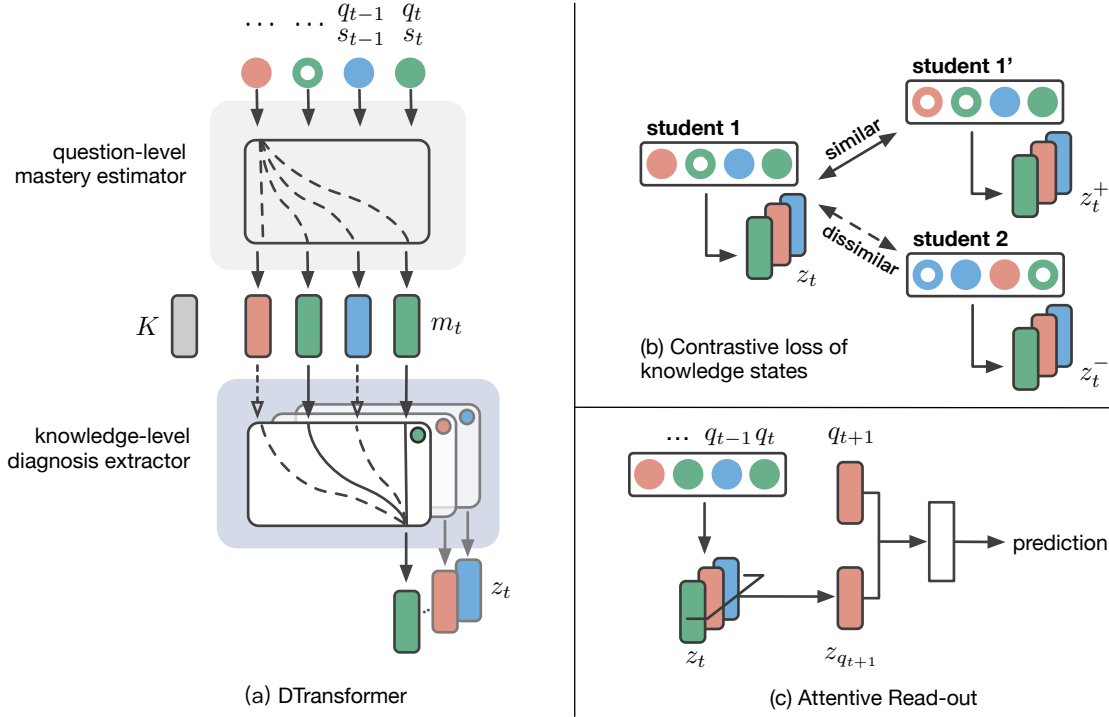 ... ... q_{t-1} q_t
s_{t-1} s_t
question-level
mastery estimator
K
m_t
knowledge-level
diagnosis extractor
z_t
(a) DTransformer
student 1
student 1’
similar
dissimilar
z_t
z_t^+
student 2
z_t^-
(b) Contrastive loss of
knowledge states
... q_{t-1} q_t
q_{t+1}
prediction
z_t
z_{q_{t+1}}
(c) Attentive Read-out